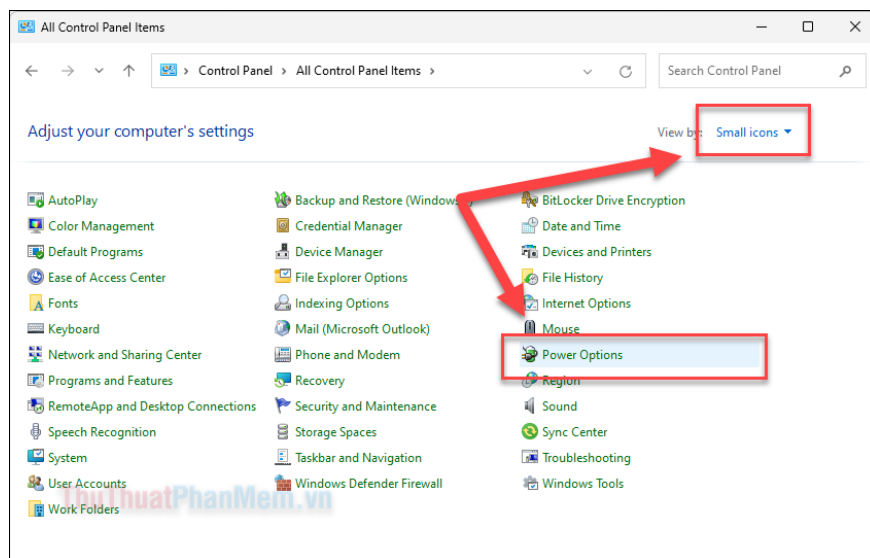 All Control Panel Items
Control Panel > All Control Panel Items >
Search Control Panel
Adjust your computer's settings
View by: Small icons
AutoPlay
Backup and Restore (Windows
BitLocker Drive Encryption
Color Management
Credential Manager
Date and Time
Default Programs
Device Manager
Devices and Printers
Ease of Access Center
File Explorer Options
File History
Fonts
Indexing Options
Internet Options
Keyboard
Mail (Microsoft Outlook)
Mouse
Network and Sharing Center
Phone and Modem
Power Options
Programs and Features
Recovery
Region
RemoteApp and Desktop Connections
Security and Maintenance
Sound
Speech Recognition
Storage Spaces
Sync Center
System
Taskbar and Navigation
Troubleshooting
User Accounts
Windows Defender Firewall
Windows Tools
ThuThuatPhanMem.vn
Work Folders